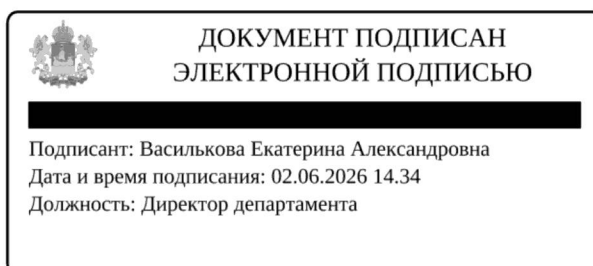 ДОКУМЕНТ ПОДПИСАН
ЭЛЕКТРОННОЙ ПОДПИСЬЮ
Подписант: Василькова Екатерина Александровна
Дата и время подписания: 02.06.2026 14.34
Должность: Директор департамента